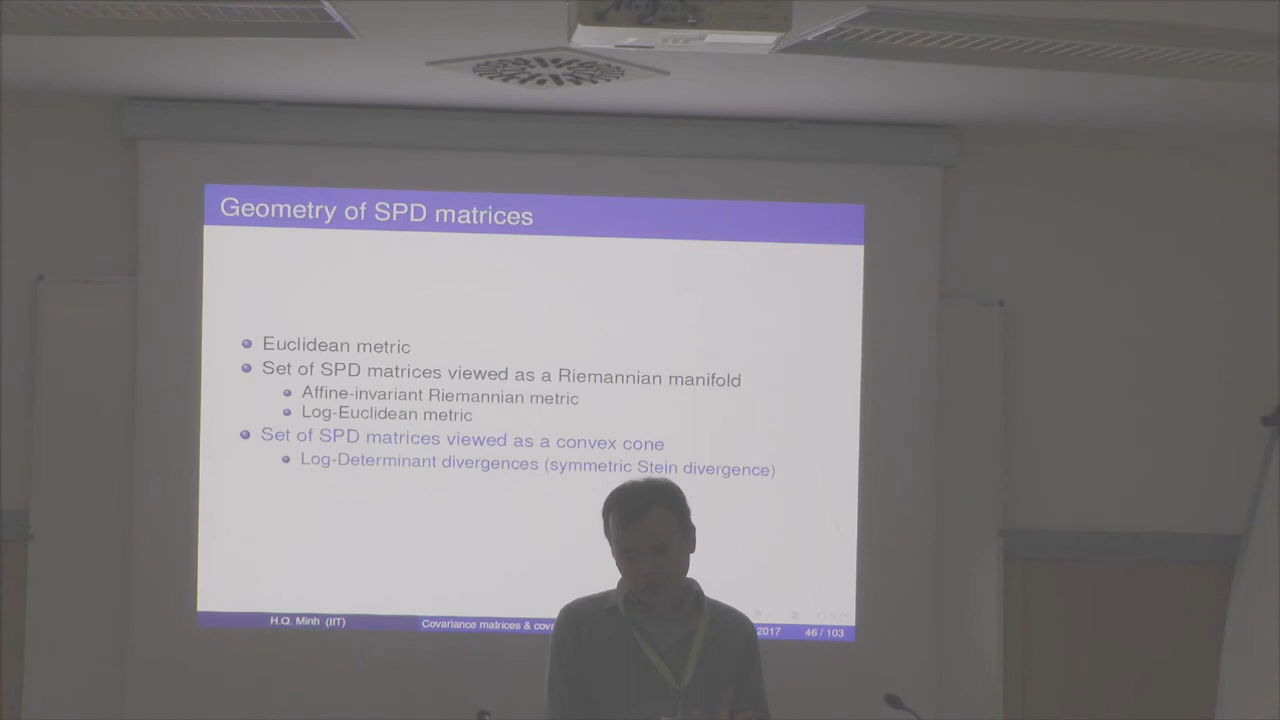 Geometry of SPD matrices
Euclidean metric
Set of SPD matrices viewed as a Riemannian manifold
Affine-invariant Riemannian metric
Log-Euclidean metric
Set of SPD matrices viewed as a convex cone
Log-Determinant divergences (symmetric Stein divergence)
H.Q. Minh (IIT) Covariance matrices & 2017 46 / 103